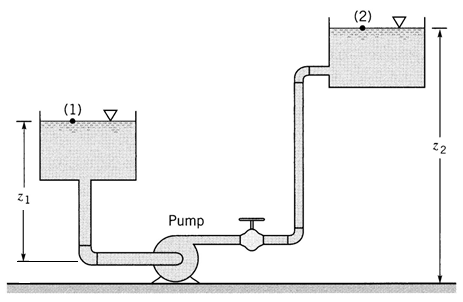 (2)
(1)
z2
z1
Pump